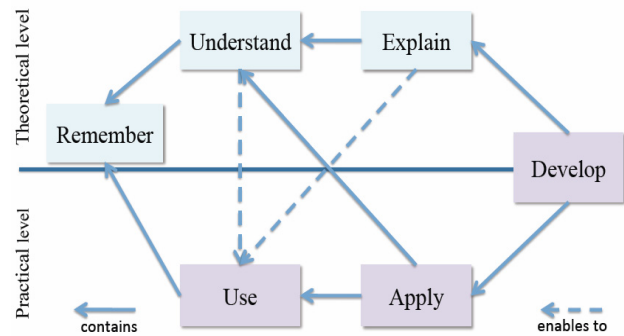 Theoretical level
Understand
Explain
Remember
Develop
Practical level
Use
Apply
contains
enables to